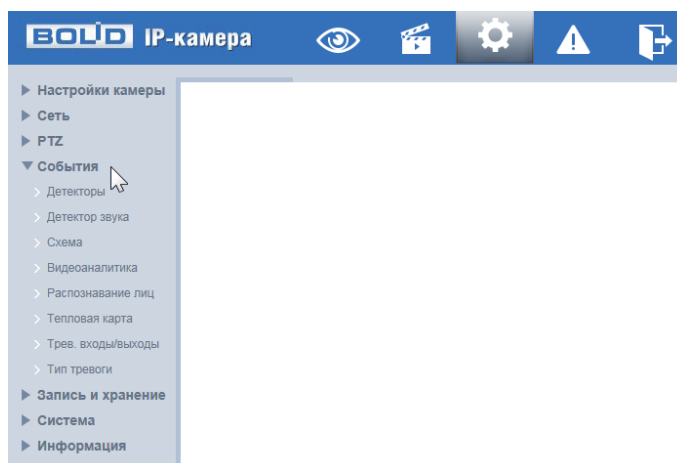 BOLID IP-камера
Настройки камеры
Сеть
PTZ
События
Детекторы
Детектор звука
Схема
Видеоаналитика
Распознавание лиц
Тепловая карта
Трев. входы/выходы
Тип тревоги
Запись и хранение
Система
Информация